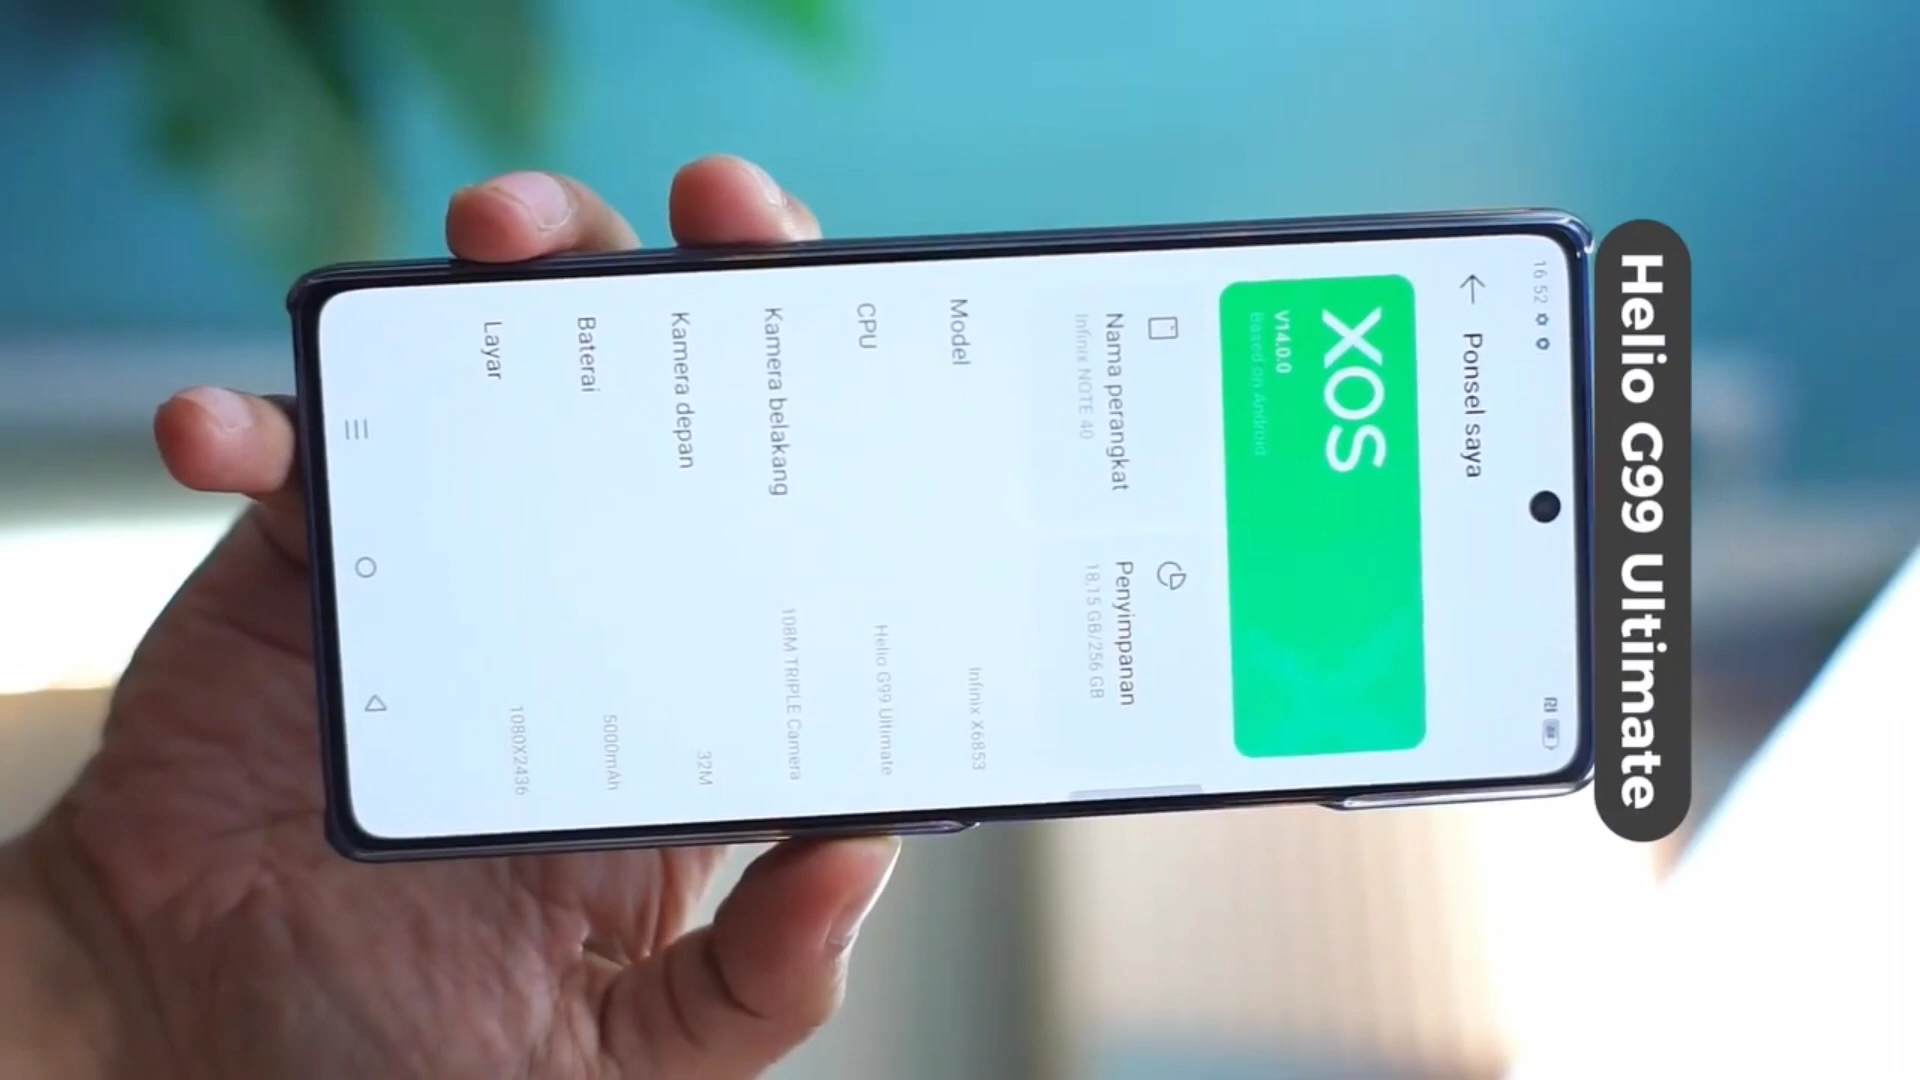 Helio G99 Ultimate
16 52
Ponsel saya
XOS
V14.0.0
Based on Android
Nama perangkat
Infinix NOTE 40
Penyimpanan
18,15 GB/256 GB
Model
Infinix X6853
CPU
Helio G99 Ultimate
Kamera belakang
108M TRIPLE Camera
Kamera depan
32M
Baterai
5000mAh
Layar
1080X2436